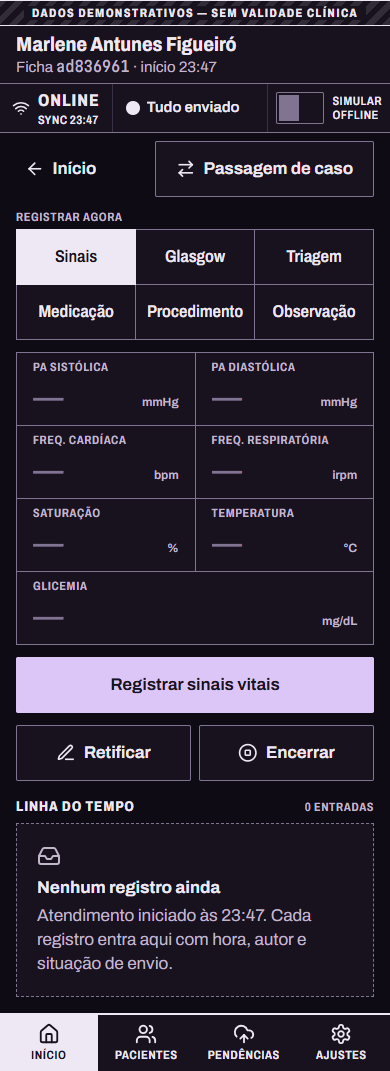 DADOS DEMONSTRATIVOS — SEM VALIDADE CLÍNICA
Marlene Antunes Figueiró
Ficha ad836961 · início 23:47
ONLINE
SYNC 23:47
Tudo enviado
SIMULAR
OFFLINE
Início
Passagem de caso
REGISTRAR AGORA
Sinais
Glasgow
Triagem
Medicação
Procedimento
Observação
PA SISTÓLICA
PA DIASTÓLICA
— mmHg
— mmHg
FREQ. CARDÍACA
FREQ. RESPIRATÓRIA
— bpm
— irpm
SATURAÇÃO
TEMPERATURA
— %
— °C
GLICEMIA
— mg/dL
Registrar sinais vitais
Retificar
Encerrar
LINHA DO TEMPO
0 ENTRADAS
Nenhum registro ainda
Atendimento iniciado às 23:47. Cada
registro entra aqui com hora, autor e
situação de envio.
INÍCIO
PACIENTES
PENDÊNCIAS
AJUSTES